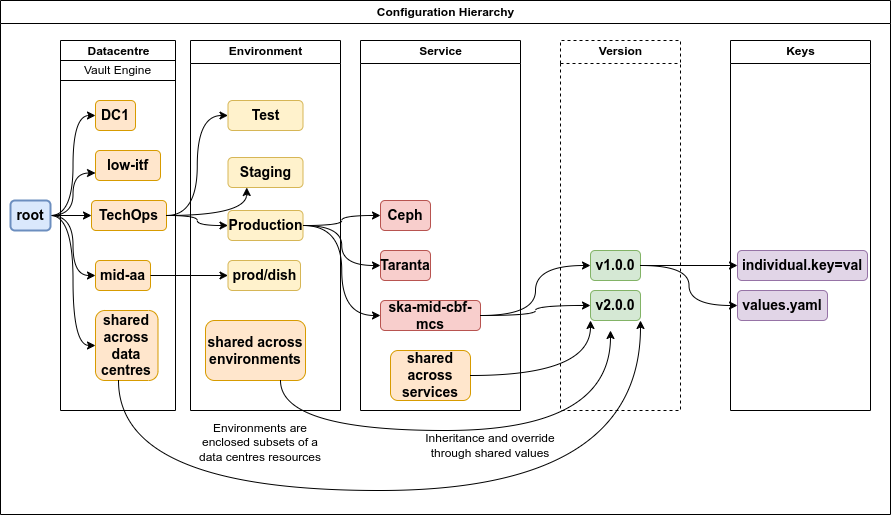 Configuration Hierarchy
Datacentre
Vault Engine
DC1
low-itf
root
TechOps
mid-aa
shared
across
data
centres
Environment
Test
Staging
Production
prod/dish
shared across
environments
Service
Ceph
Taranta
ska-mid-cbf-
mcs
shared
across
services
Version
v1.0.0
v2.0.0
Keys
individual.key=val
values.yaml
Environments are
enclosed subsets of a
data centres resources
Inheritance and override
through shared values